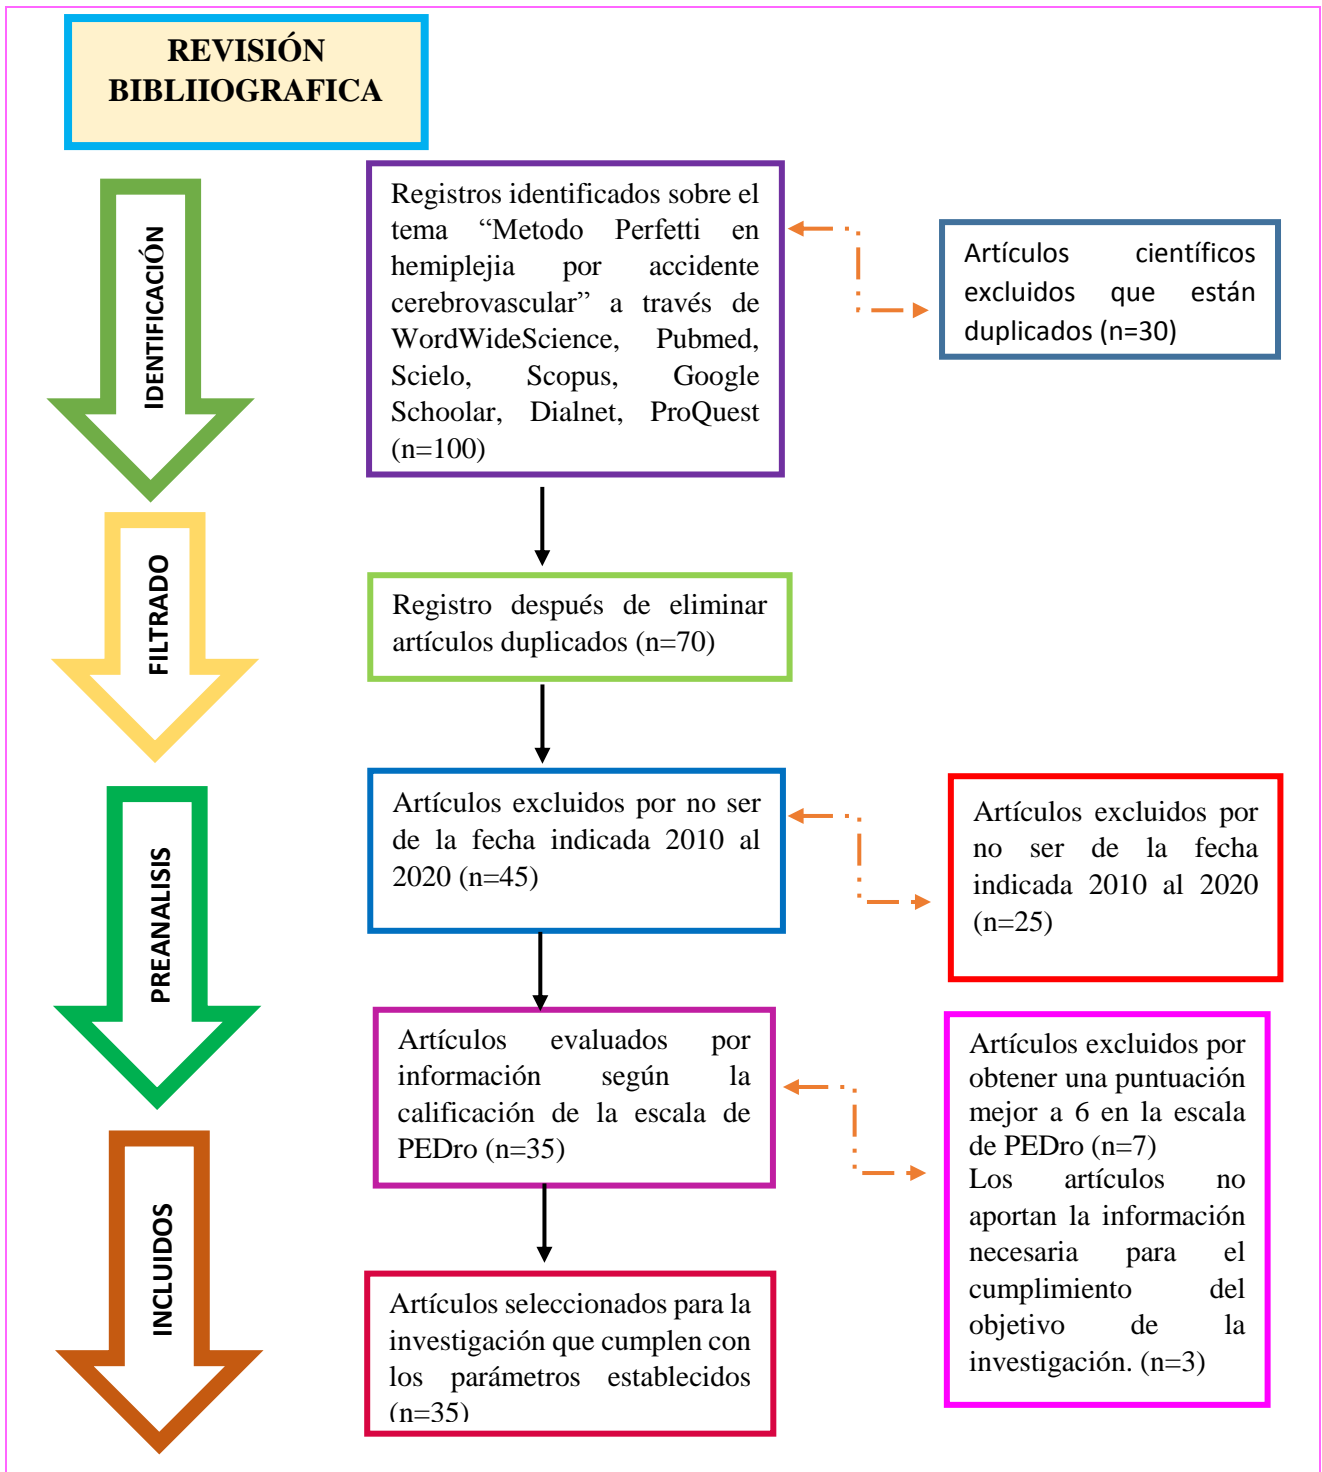 REVISIÓN
BIBLIIOGRAFICA
IDENTIFICACIÓN
Registros identificados sobre el
tema “Metodo Perfetti en
hemiplejia por accidente
cerebrovascular” a través de
WordWideScience, Pubmed,
Scielo, Scopus, Google
Schoolar, Dialnet, ProQuest
(n=100)
Artículos científicos
excluidos que están
duplicados (n=30)
FILTRADO
Registro después de eliminar
artículos duplicados (n=70)
PREANALISIS
Artículos excluidos por no ser
de la fecha indicada 2010 al
2020 (n=45)
Artículos excluidos por
no ser de la fecha
indicada 2010 al 2020
(n=25)
Artículos evaluados por
información según la
calificación de la escala de
PEDro (n=35)
Artículos excluidos por
obtener una puntuación
mejor a 6 en la escala
de PEDro (n=7)
Los artículos no
aportan la información
necesaria para el
cumplimiento del
objetivo de la
investigación. (n=3)
INCLUIDOS
Artículos seleccionados para la
investigación que cumplen con
los parámetros establecidos
(n=35)